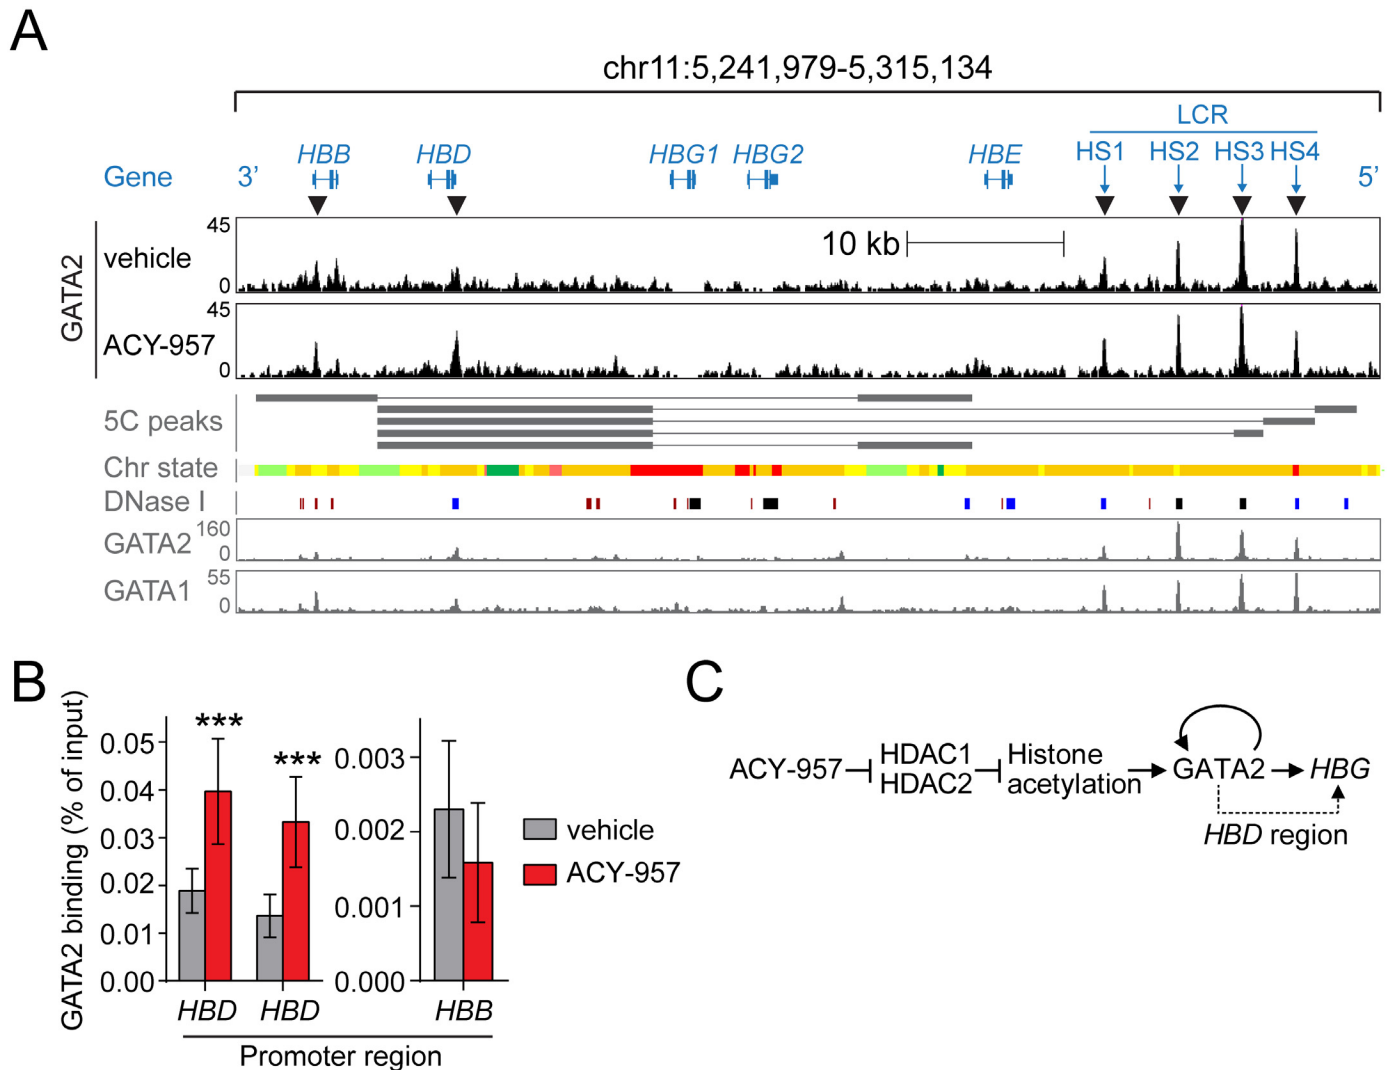 A
chr11:5,241,979-5,315,134
LCR
HBB HBD HBG1 HBG2 HBE HS1 HS2 HS3 HS4
Gene 3’ 5’
GATA2
45
vehicle
0
10 kb
45
ACY-957
0
5C peaks
Chr state
DNase I
160
GATA2
0
55
GATA1
0
B
GATA2 binding (% of input)
0.05
0.04
0.03
0.02
0.01
0.00
*** ***
HBD HBD
0.003
0.002
0.001
0.000
HBB
Promoter region
vehicle
ACY-957
C
ACY-957 HDAC1 HDAC2 Histone acetylation GATA2 HBG
HBD region